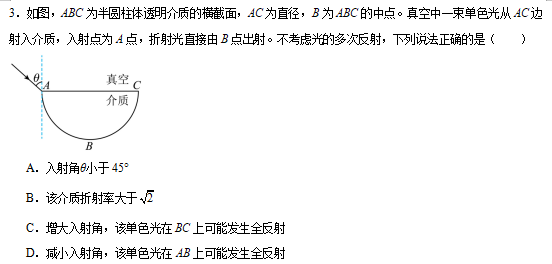 3．如图，ABC为半圆柱体透明介质的横截面，AC为直径，B为ABC的中点。真空中一束单色光从AC边
射入介质，入射点为A点，折射光直接由B点出射。不考虑光的多次反射，下列说法正确的是（　　）
θ
A
真空
C
介质
B
A．入射角θ小于45°
B．该介质折射率大于√2
C．增大入射角，该单色光在BC上可能发生全反射
D．减小入射角，该单色光在AB上可能发生全反射